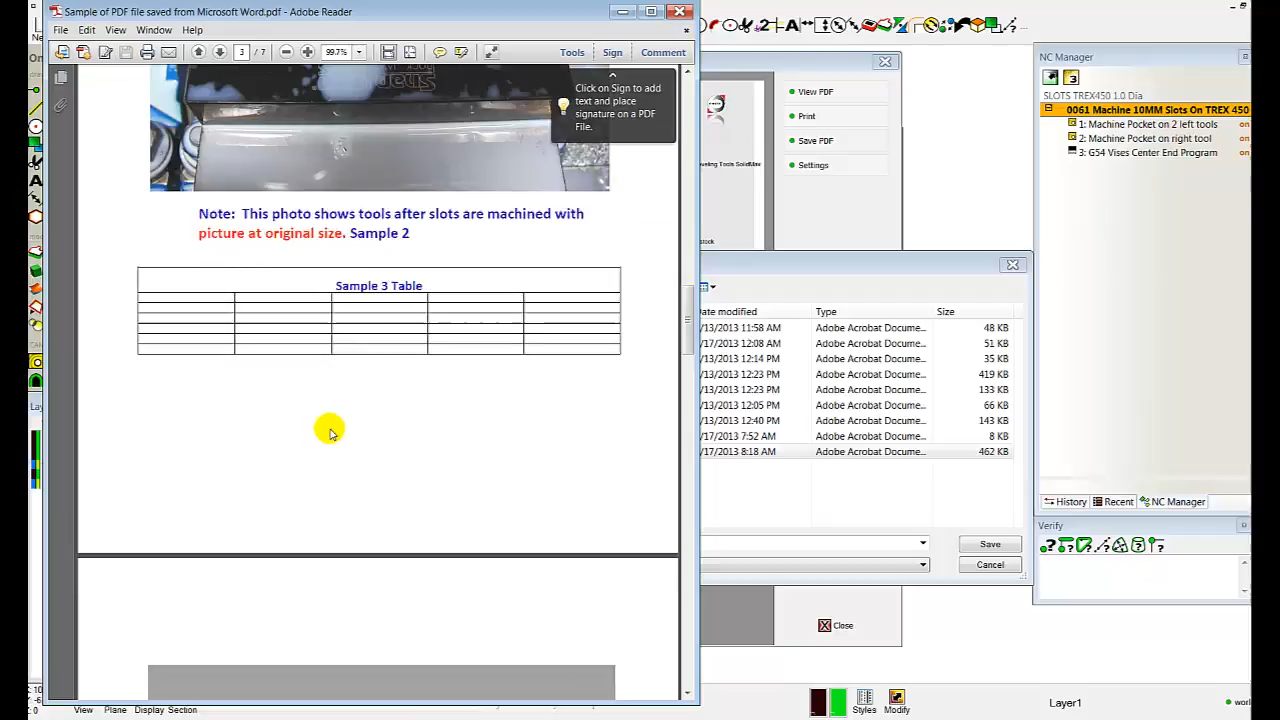 Sample of PDF file saved from Microsoft Word.pdf - Adobe Reader
File Edit View Window Help
3 / 7 99.7% Tools Sign Comment
Click on Sign to add
text and place
signature on a PDF
File.
Note: This photo shows tools after slots are machined with
picture at original size. Sample 2
Sample 3 Table
View PDF
Print
Save PDF
Settings
stock
Date modified Type Size
/13/2013 11:58 AM Adobe Acrobat Docume... 48 KB
/17/2013 12:08 AM Adobe Acrobat Docume... 51 KB
/13/2013 12:14 PM Adobe Acrobat Docume... 35 KB
/13/2013 12:23 PM Adobe Acrobat Docume... 419 KB
/13/2013 12:23 PM Adobe Acrobat Docume... 133 KB
/13/2013 12:05 PM Adobe Acrobat Docume... 66 KB
/13/2013 12:40 PM Adobe Acrobat Docume... 143 KB
/17/2013 7:52 AM Adobe Acrobat Docume... 8 KB
/17/2013 8:18 AM Adobe Acrobat Docume... 462 KB
Save
Cancel
Close
NC Manager
SLOTS TREX450 1.0 Dia
0061 Machine 10MM Slots On TREX 450
1: Machine Pocket on 2 left tools on
2: Machine Pocket on right tool on
3: G54 Vises Center End Program on
History Recent NC Manager
Verify
View Plane Display Section
Styles Modify
Layer1